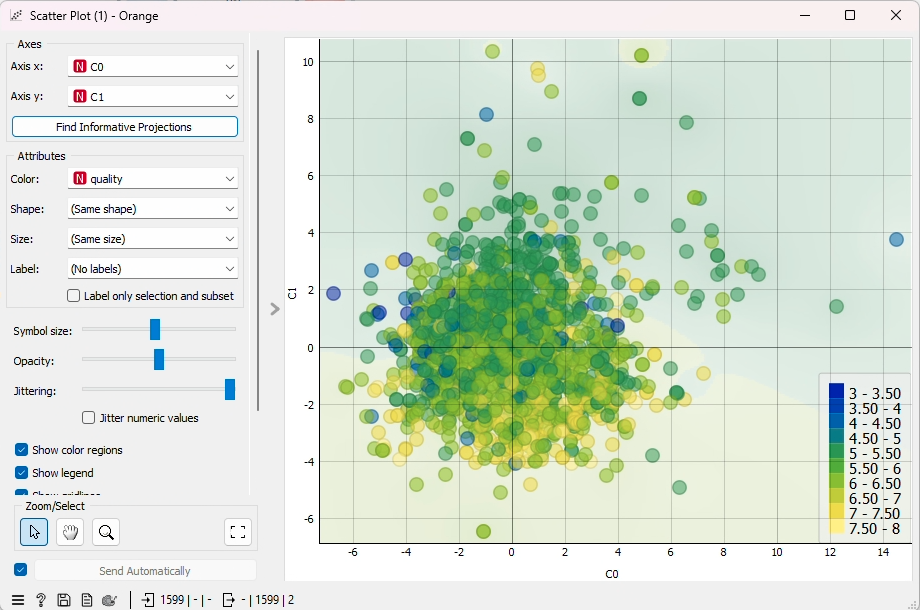 Scatter Plot (1) - Orange
Axes
Axis x: N C0
Axis y: N C1
Find Informative Projections
Attributes
Color: N quality
Shape: (Same shape)
Size: (Same size)
Label: (No labels)
Label only selection and subset
Symbol size:
Opacity:
Jittering:
Jitter numeric values
Show color regions
Show legend
Show gridlines
Zoom/Select
Send Automatically
1599 | - | - - | 1599 | 2
C1
10
8
6
4
2
0
-2
-4
-6
-6 -4 -2 0 2 4 6 8 10 12 14
C0
3 - 3.50
3.50 - 4
4 - 4.50
4.50 - 5
5 - 5.50
5.50 - 6
6 - 6.50
6.50 - 7
7 - 7.50
7.50 - 8